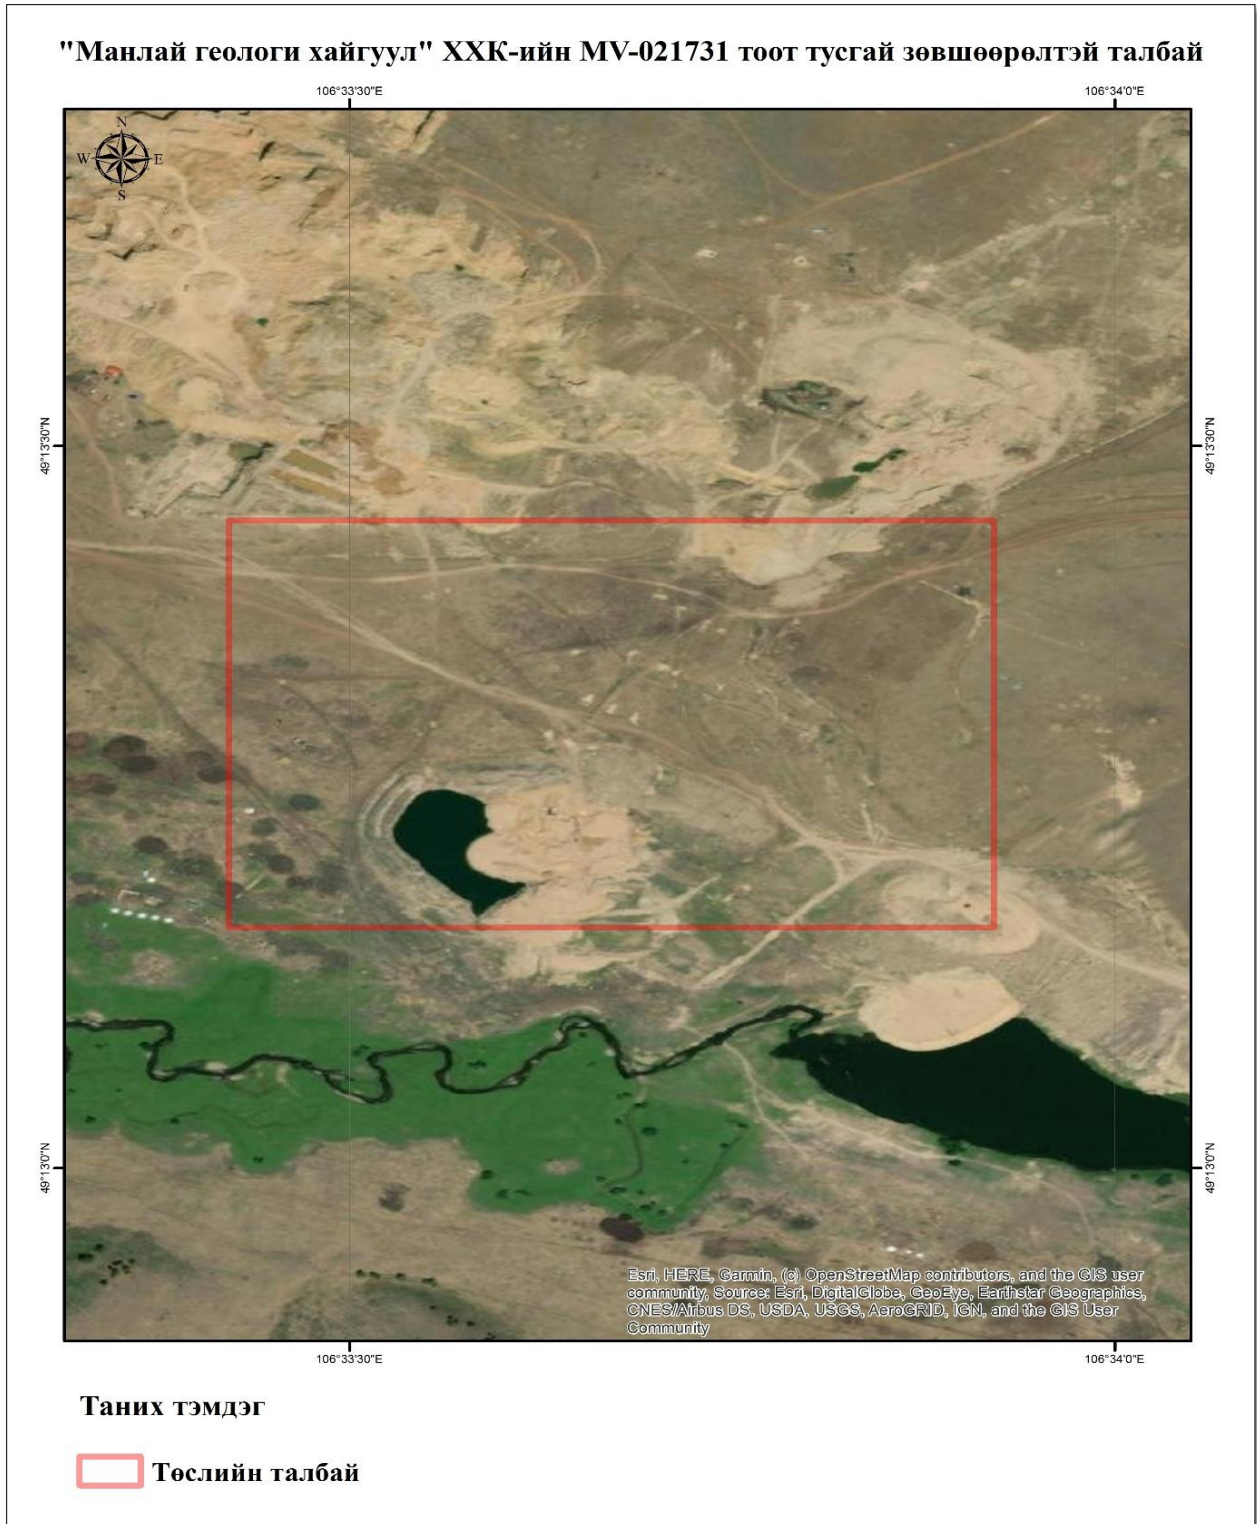 "Манлай геологи хайгуул" ХХК-ийн MV-021731 тоот тусгай зөвшөөрөлтэй талбай
106°33'30"E 106°34'0"E
N
W E
S
49°13'30"N 49°13'30"N
49°13'0"N 49°13'0"N
Esri, HERE, Garmin, (c) OpenStreetMap contributors, and the GIS user
community, Source: Esri, DigitalGlobe, GeoEye, Earthstar Geographics,
CNES/Airbus DS, USDA, USGS, AeroGRID, IGN, and the GIS User
Community
106°33'30"E 106°34'0"E
Таних тэмдэг
Төслийн талбай